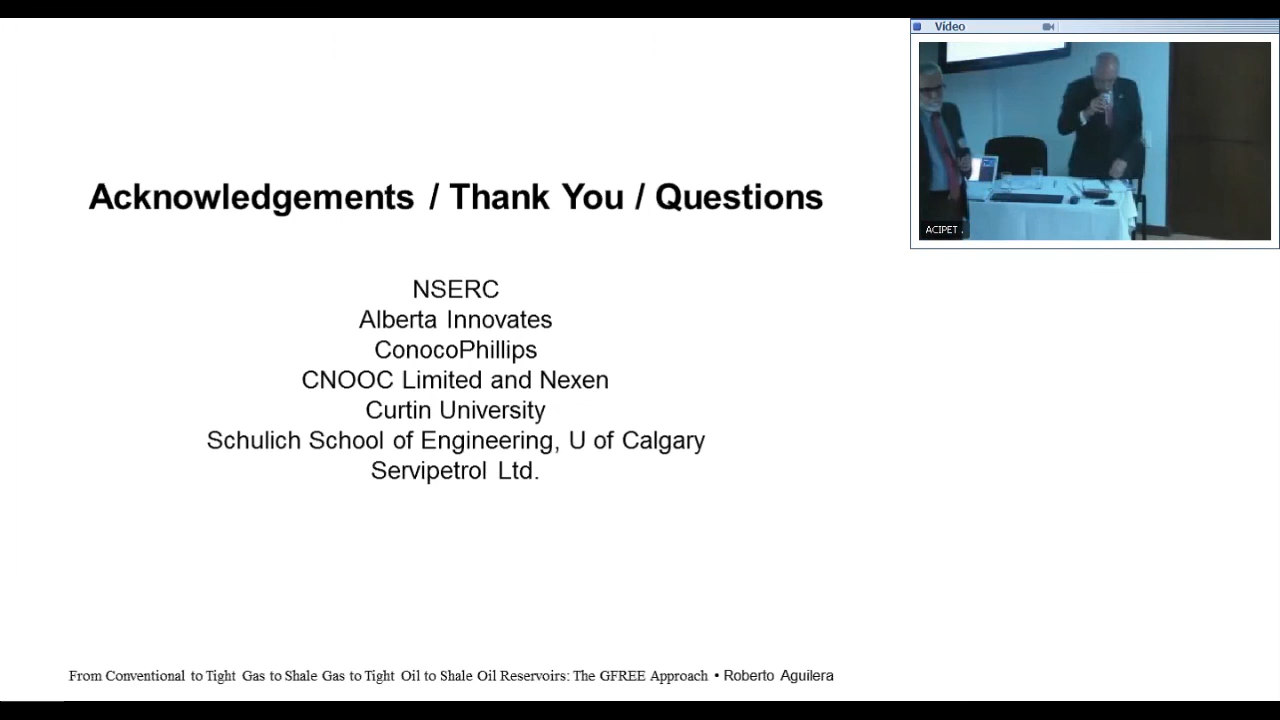 Vídeo
ACIPET .
Acknowledgements / Thank You / Questions
NSERC
Alberta Innovates
ConocoPhillips
CNOOC Limited and Nexen
Curtin University
Schulich School of Engineering, U of Calgary
Servipetrol Ltd.
From Conventional to Tight Gas to Shale Gas to Tight Oil to Shale Oil Reservoirs: The GFREE Approach • Roberto Aguilera